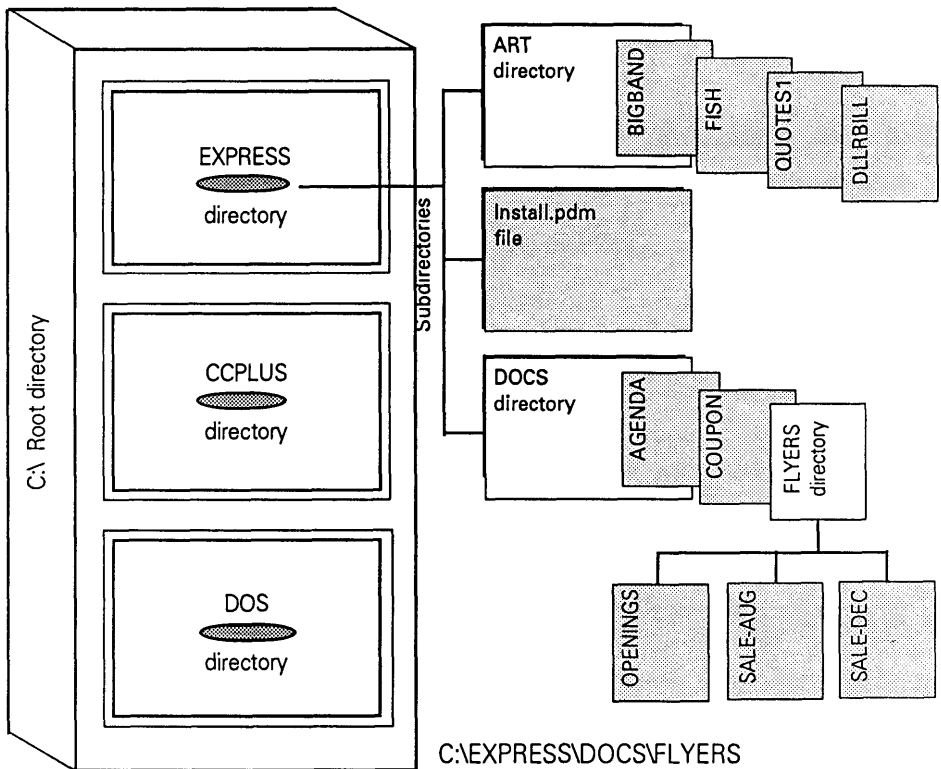 C:\ Root directory
EXPRESS
directory
CCPLUS
directory
DOS
directory
Subdirectories
ART
directory
BIGBAND
FISH
QUOTES1
DLLRBILL
Install.pdm
file
DOCS
directory
AGENDA
COUPON
FLYERS
directory
OPENINGS
SALE-AUG
SALE-DEC
C:\EXPRESS\DOCS\FLYERS